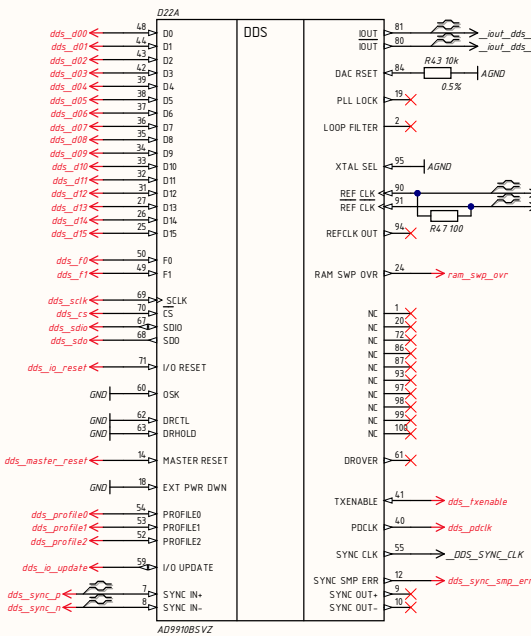 D22A
DDS
dds_d00 48 D0
dds_d01 44 D1
dds_d02 43 D2
dds_d03 42 D3
dds_d04 39 D4
dds_d05 38 D5
dds_d06 37 D6
dds_d07 36 D7
dds_d08 35 D8
dds_d09 34 D9
dds_d10 33 D10
dds_d11 32 D11
dds_d12 31 D12
dds_d13 27 D13
dds_d14 26 D14
dds_d15 25 D15
dds_f0 50 F0
dds_f1 49 F1
dds_sclk 69 SCLK
dds_cs 70 CS
dds_sdio 67 SDIO
dds_sdo 68 SDO
dds_io_reset 71 I/O RESET
GND 60 OSK
GND 62 DRCTL
GND 63 DRHOLD
dds_master_reset 14 MASTER RESET
GND 18 EXT PWR DWN
dds_profile0 54 PROFILE0
dds_profile1 53 PROFILE1
dds_profile2 52 PROFILE2
dds_io_update 59 I/O UPDATE
dds_sync_p 7 SYNC IN+
dds_sync_n 8 SYNC IN-
AD9910BSVZ
IOUT 81 _iout_dds_
IOUT 80 _iout_dds_
DAC RSET 84 R43 10k AGND
0.5%
PLL LOCK 19
LOOP FILTER 2
XTAL SEL 95 AGND
REF CLK 90
REF CLK 91
R47 100
REFCLK OUT 94
RAM SWP OVR 24 ram_swp_ovr
NC 1
NC 20
NC 72
NC 86
NC 87
NC 93
NC 97
NC 98
NC 99
NC 100
DROVER 61
TXENABLE 41 dds_txenable
PDCLK 40 dds_pdclk
SYNC CLK 55 _DDS_SYNC_CLK
SYNC SMP ERR 12 dds_sync_smp_err
SYNC OUT+ 9
SYNC OUT- 10